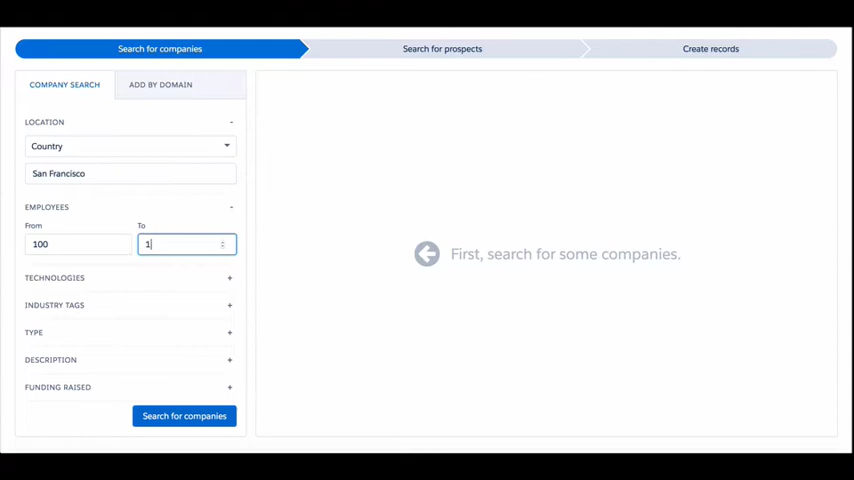 Search for companies
Search for prospects
Create records
COMPANY SEARCH
ADD BY DOMAIN
LOCATION -
Country
San Francisco
EMPLOYEES -
From
To
100
1
TECHNOLOGIES +
INDUSTRY TAGS +
TYPE +
DESCRIPTION +
FUNDING RAISED +
Search for companies
First, search for some companies.